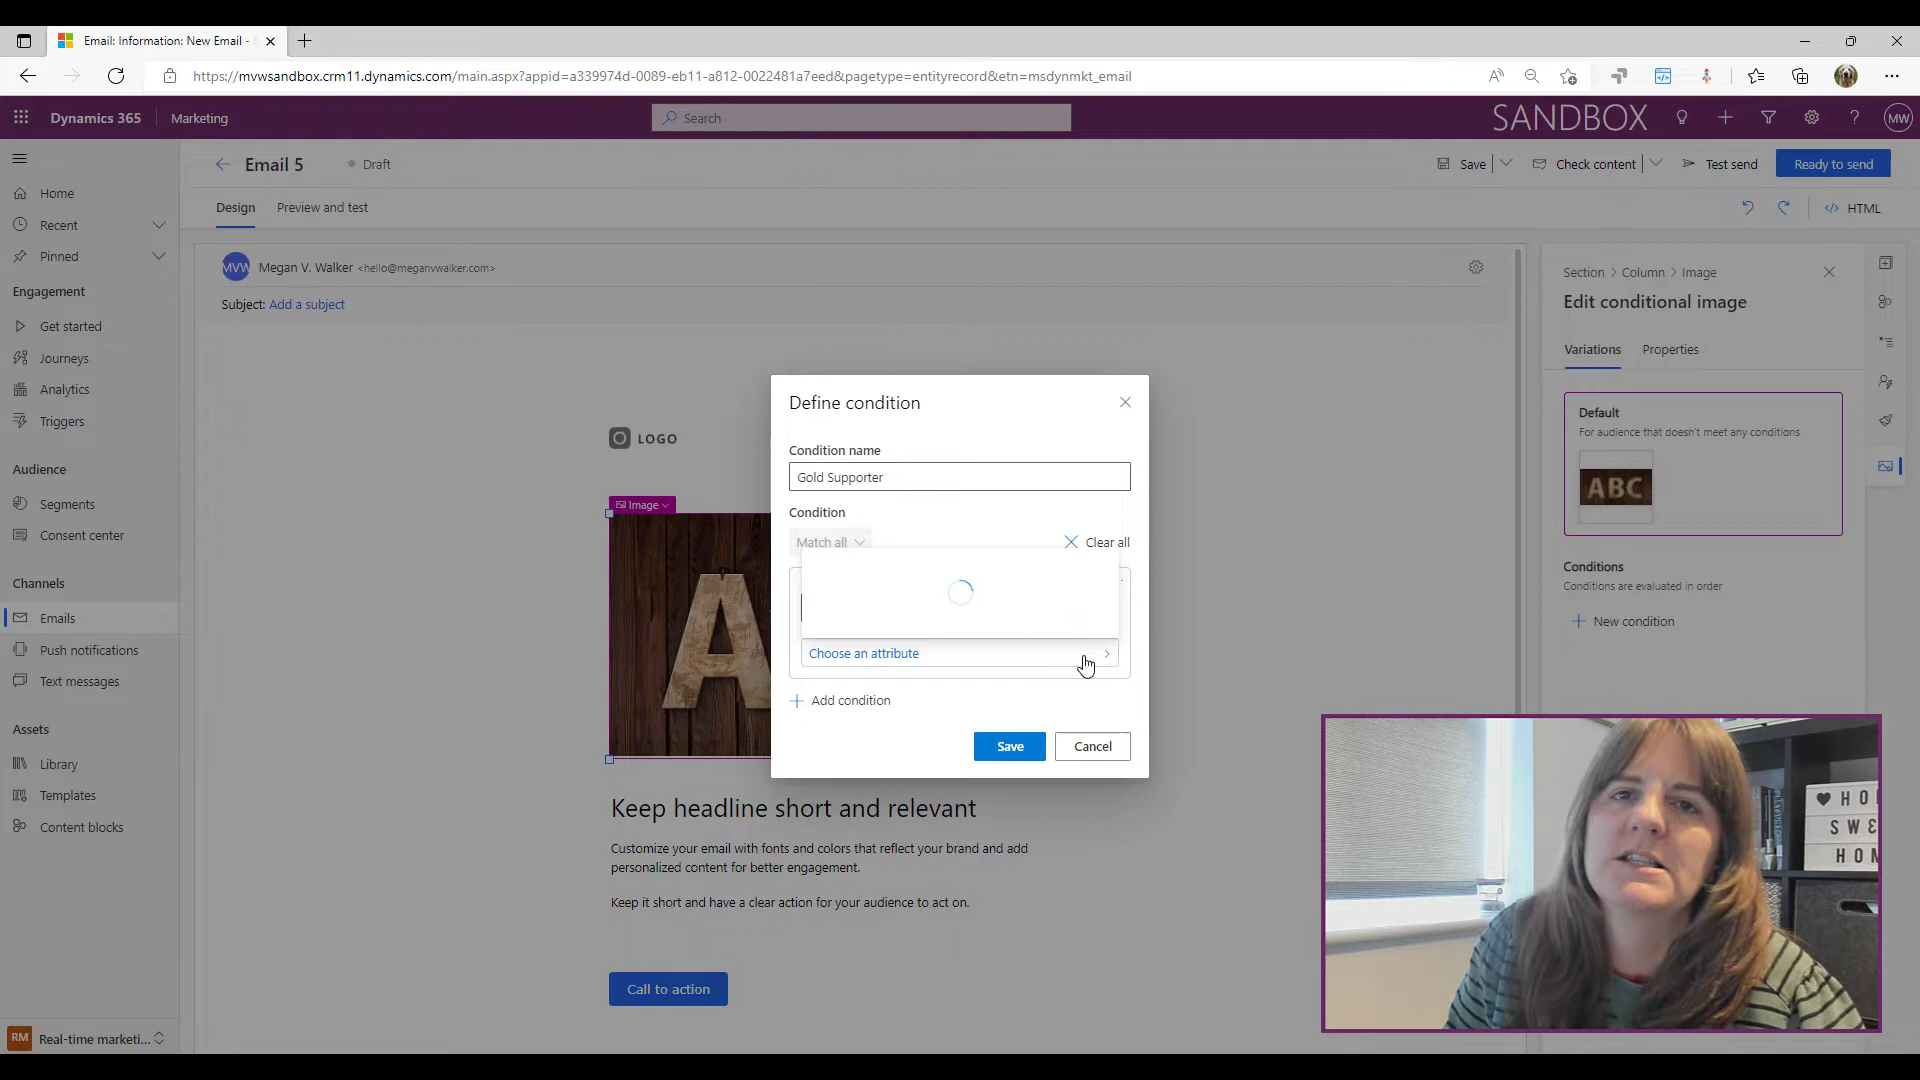 Email: Information: New Email -
https://mvwsandbox.crm11.dynamics.com/main.aspx?appid=a339974d-0089-eb11-a812-0022481a7eed&pagetype=entityrecord&etn=msdynmkt_email
Dynamics 365
Marketing
Search
SANDBOX
MW
Email 5
Draft
Save
Check content
Test send
Ready to send
Design
Preview and test
HTML
Home
Recent
Pinned
Engagement
Get started
Journeys
Analytics
Triggers
Audience
Segments
Consent center
Channels
Emails
Push notifications
Text messages
Assets
Library
Templates
Content blocks
RM Real-time marketi...
MVW Megan V. Walker <hello@meganvwalker.com>
Subject: Add a subject
LOGO
Image
A
Keep headline short and relevant
Customize your email with fonts and colors that reflect your brand and add
personalized content for better engagement.
Keep it short and have a clear action for your audience to act on.
Call to action
Define condition
Condition name
Gold Supporter
Condition
Match all
Clear all
Choose an attribute
Add condition
Save
Cancel
Section > Column > Image
Edit conditional image
Variations
Properties
Default
For audience that doesn't meet any conditions
ABC
Conditions
Conditions are evaluated in order
New condition
HO
SWE
HOM